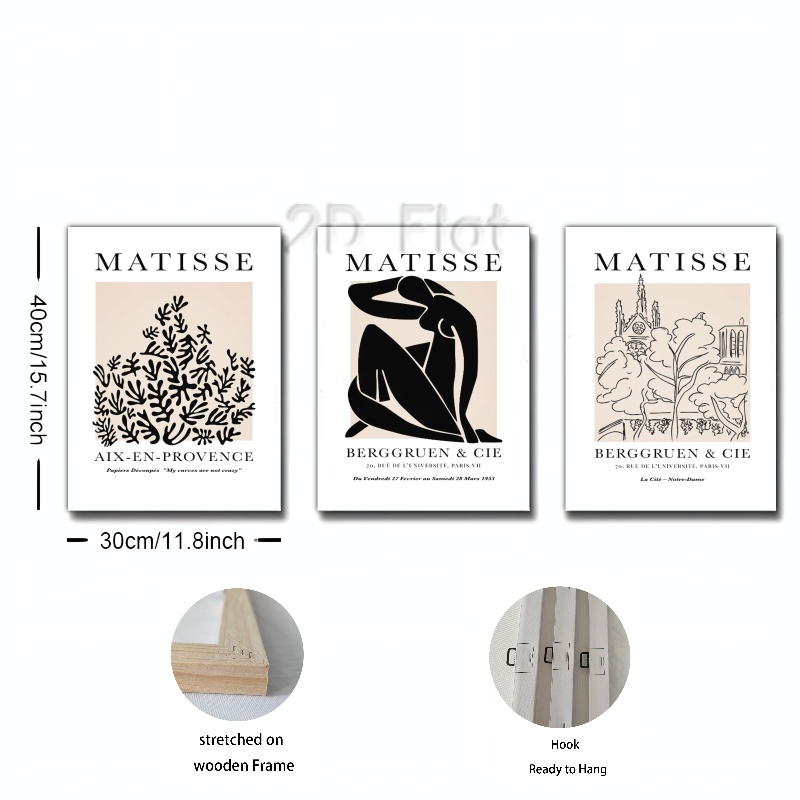 2D Flat
MATISSE
AIX-EN-PROVENCE
Papiers Découpés "My curves are not crazy"
MATISSE
BERGGRUEN & CIE
70, RUE DE L'UNIVERSITE, PARIS-VII
Du Vendredi 27 Fevrier au Samedi 28 Mars 1953
MATISSE
BERGGRUEN & CIE
70, RUE DE L'UNIVERSITE, PARIS-VII
La Cité – Notre-Dame
40cm/15.7inch
30cm/11.8inch
stretched on
wooden Frame
Hook
Ready to Hang